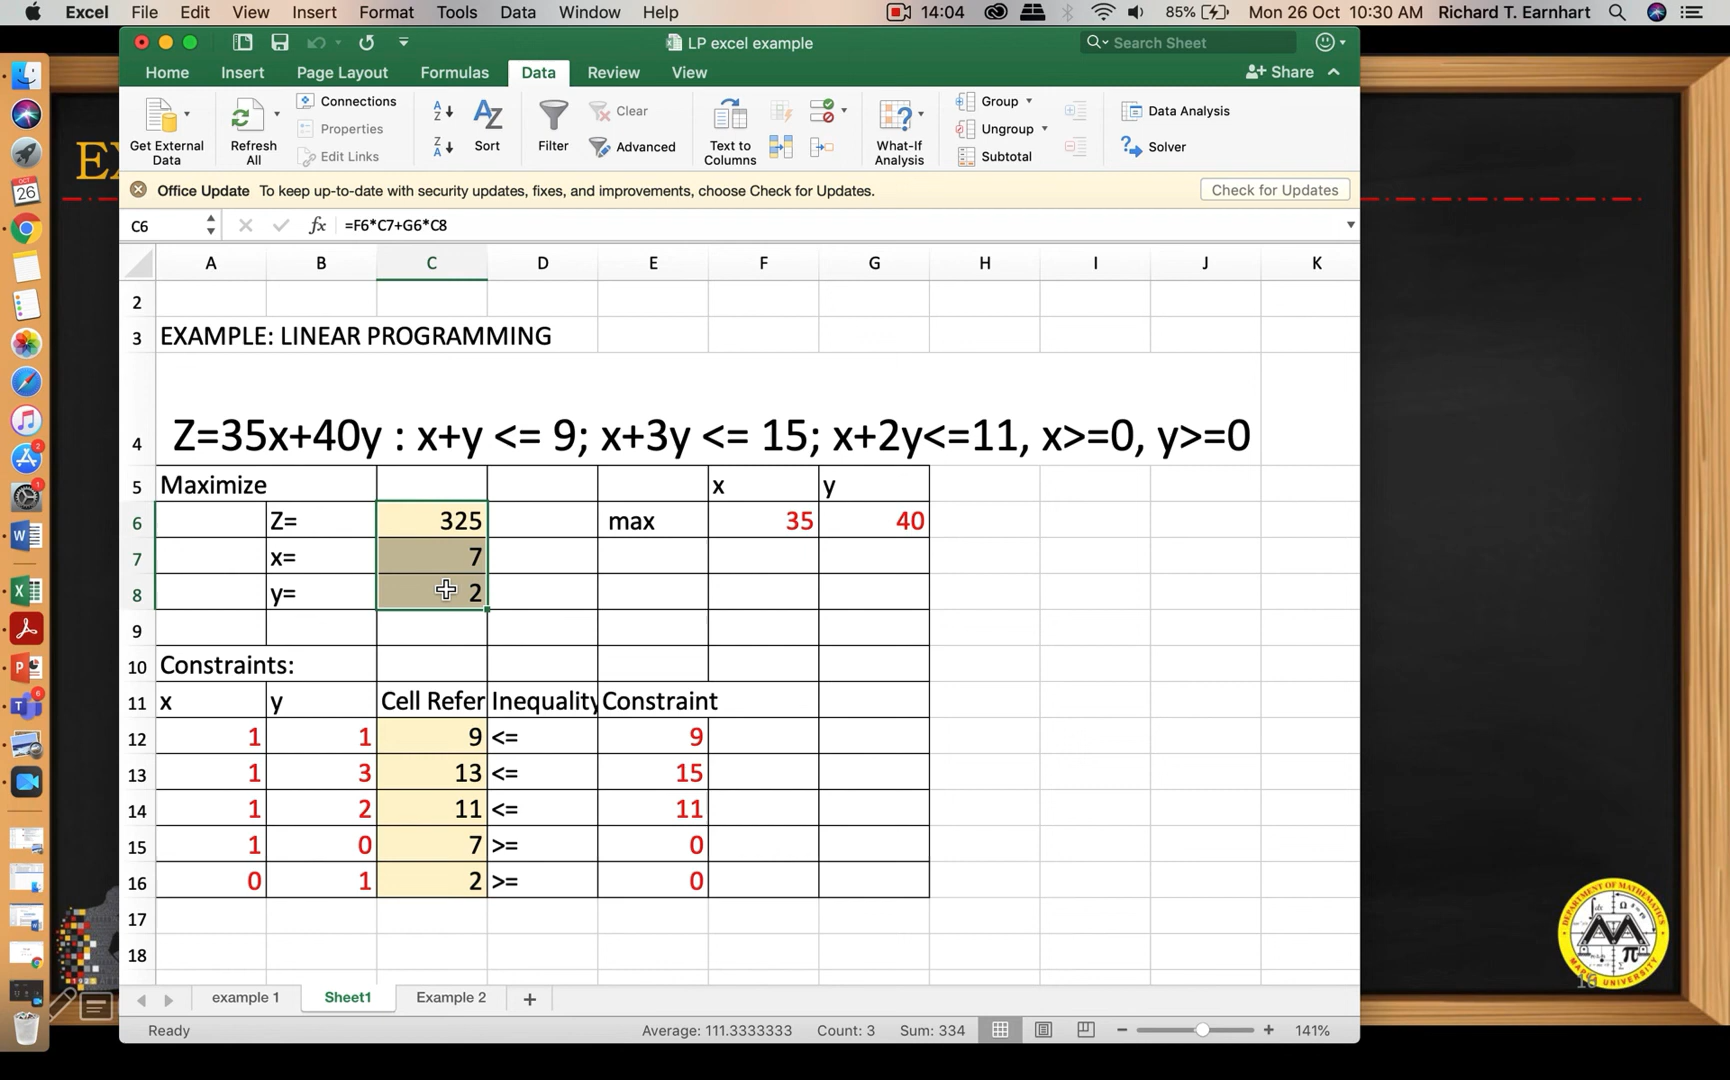 Excel File Edit View Insert Format Tools Data Window Help 14:04 85% Mon 26 Oct 10:30 AM Richard T. Earnhart
LP excel example
Search Sheet
Home Insert Page Layout Formulas Data Review View Share
Get External Data
Refresh All
Connections
Properties
Edit Links
Sort
Filter
Clear
Advanced
Text to Columns
What-If Analysis
Group
Ungroup
Subtotal
Data Analysis
Solver
Office Update To keep up-to-date with security updates, fixes, and improvements, choose Check for Updates. Check for Updates
C6 fx =F6*C7+G6*C8
A B C D E F G H I J K
2
3 EXAMPLE: LINEAR PROGRAMMING
4 Z=35x+40y : x+y <= 9; x+3y <= 15; x+2y<=11, x>=0, y>=0
5 Maximize x y
6 Z= 325 max 35 40
7 x= 7
8 y= 2
9
10 Constraints:
11 x y Cell Refer Inequality Constraint
12 1 1 9 <= 9
13 1 3 13 <= 15
14 1 2 11 <= 11
15 1 0 7 >= 0
16 0 1 2 >= 0
17
18
example 1 Sheet1 Example 2 +
Ready Average: 111.3333333 Count: 3 Sum: 334 141%